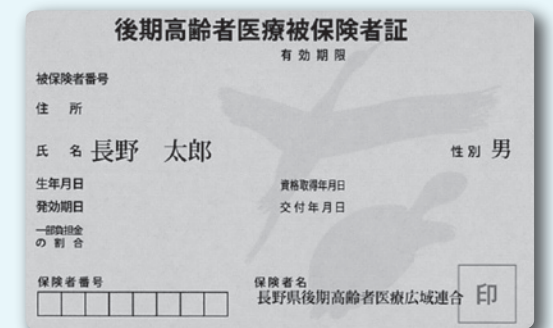 後期高齢者医療被保険者証
有効期限
被保険者番号
住所
氏名 長野 太郎 性別 男
生年月日 資格取得年月日
発効期日 交付年月日
一部負担金
の割合
保険者番号 保険者名
長野県後期高齢者医療広域連合 印